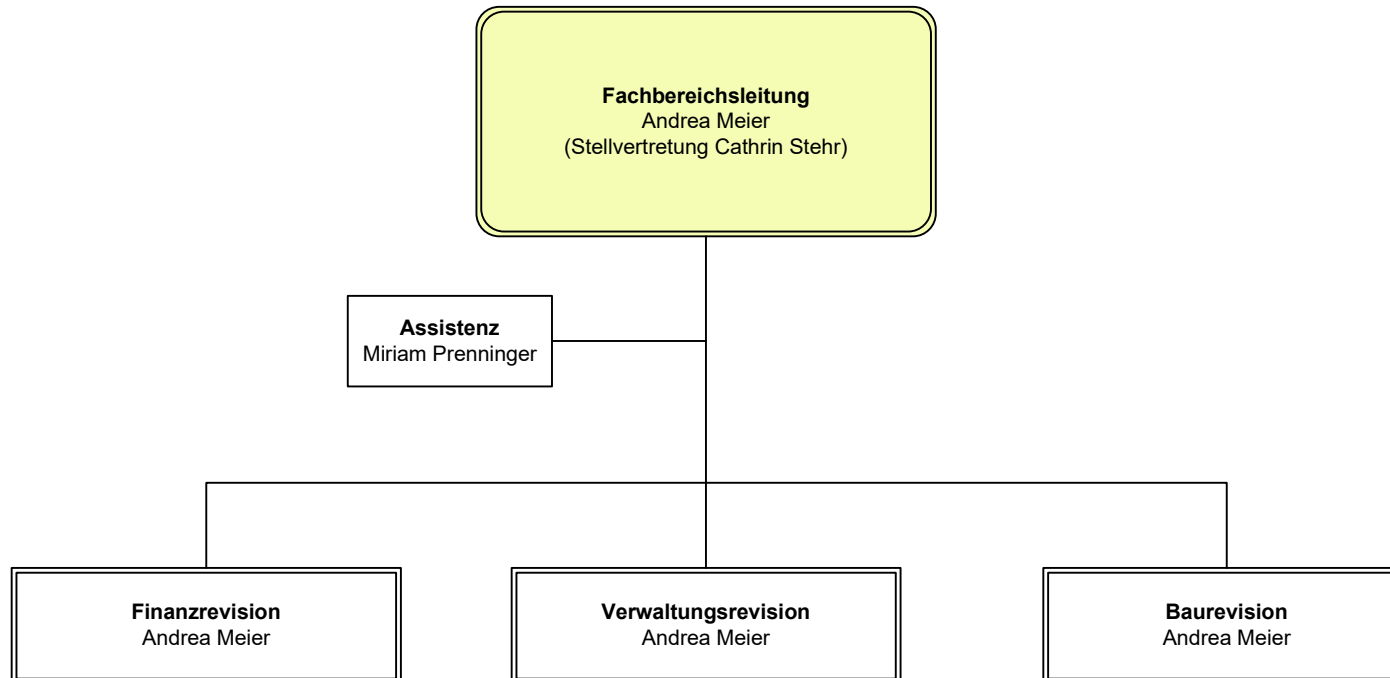 Fachbereichsleitung
Andrea Meier
(Stellvertretung Cathrin Stehr)
Assistenz
Miriam Prenninger
Finanzrevision
Andrea Meier
Verwaltungsrevision
Andrea Meier
Baurevision
Andrea Meier